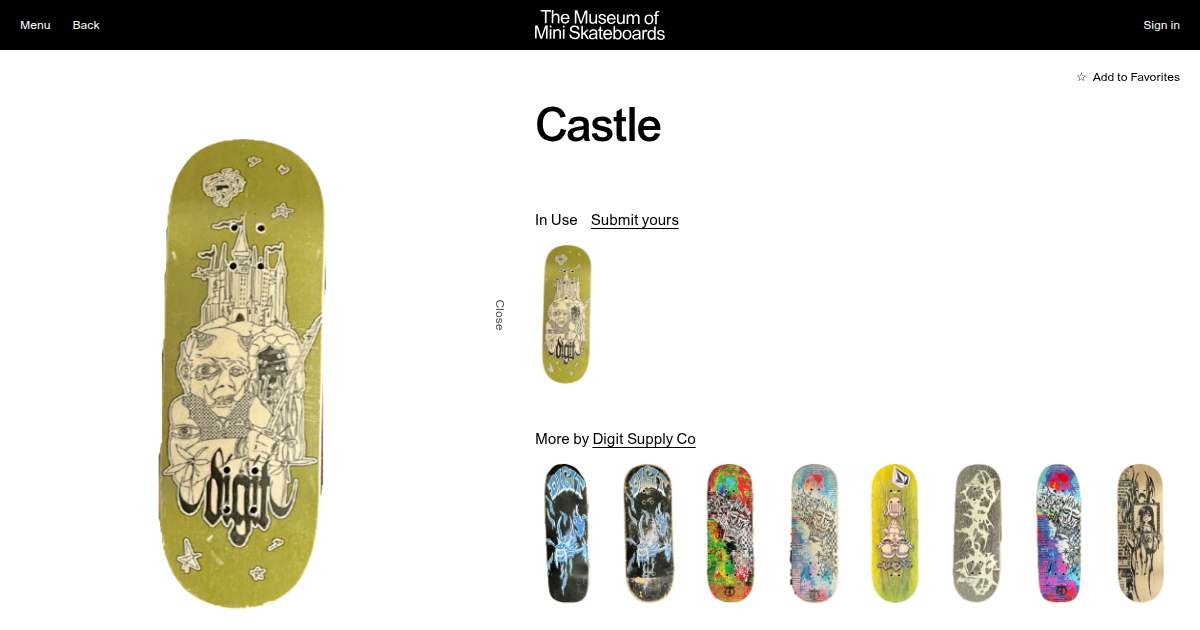 Menu
Back
The Museum of
Mini Skateboards
Sign in
☆ Add to Favorites
Castle
In Use
Submit yours
Close
More by Digit Supply Co
digit